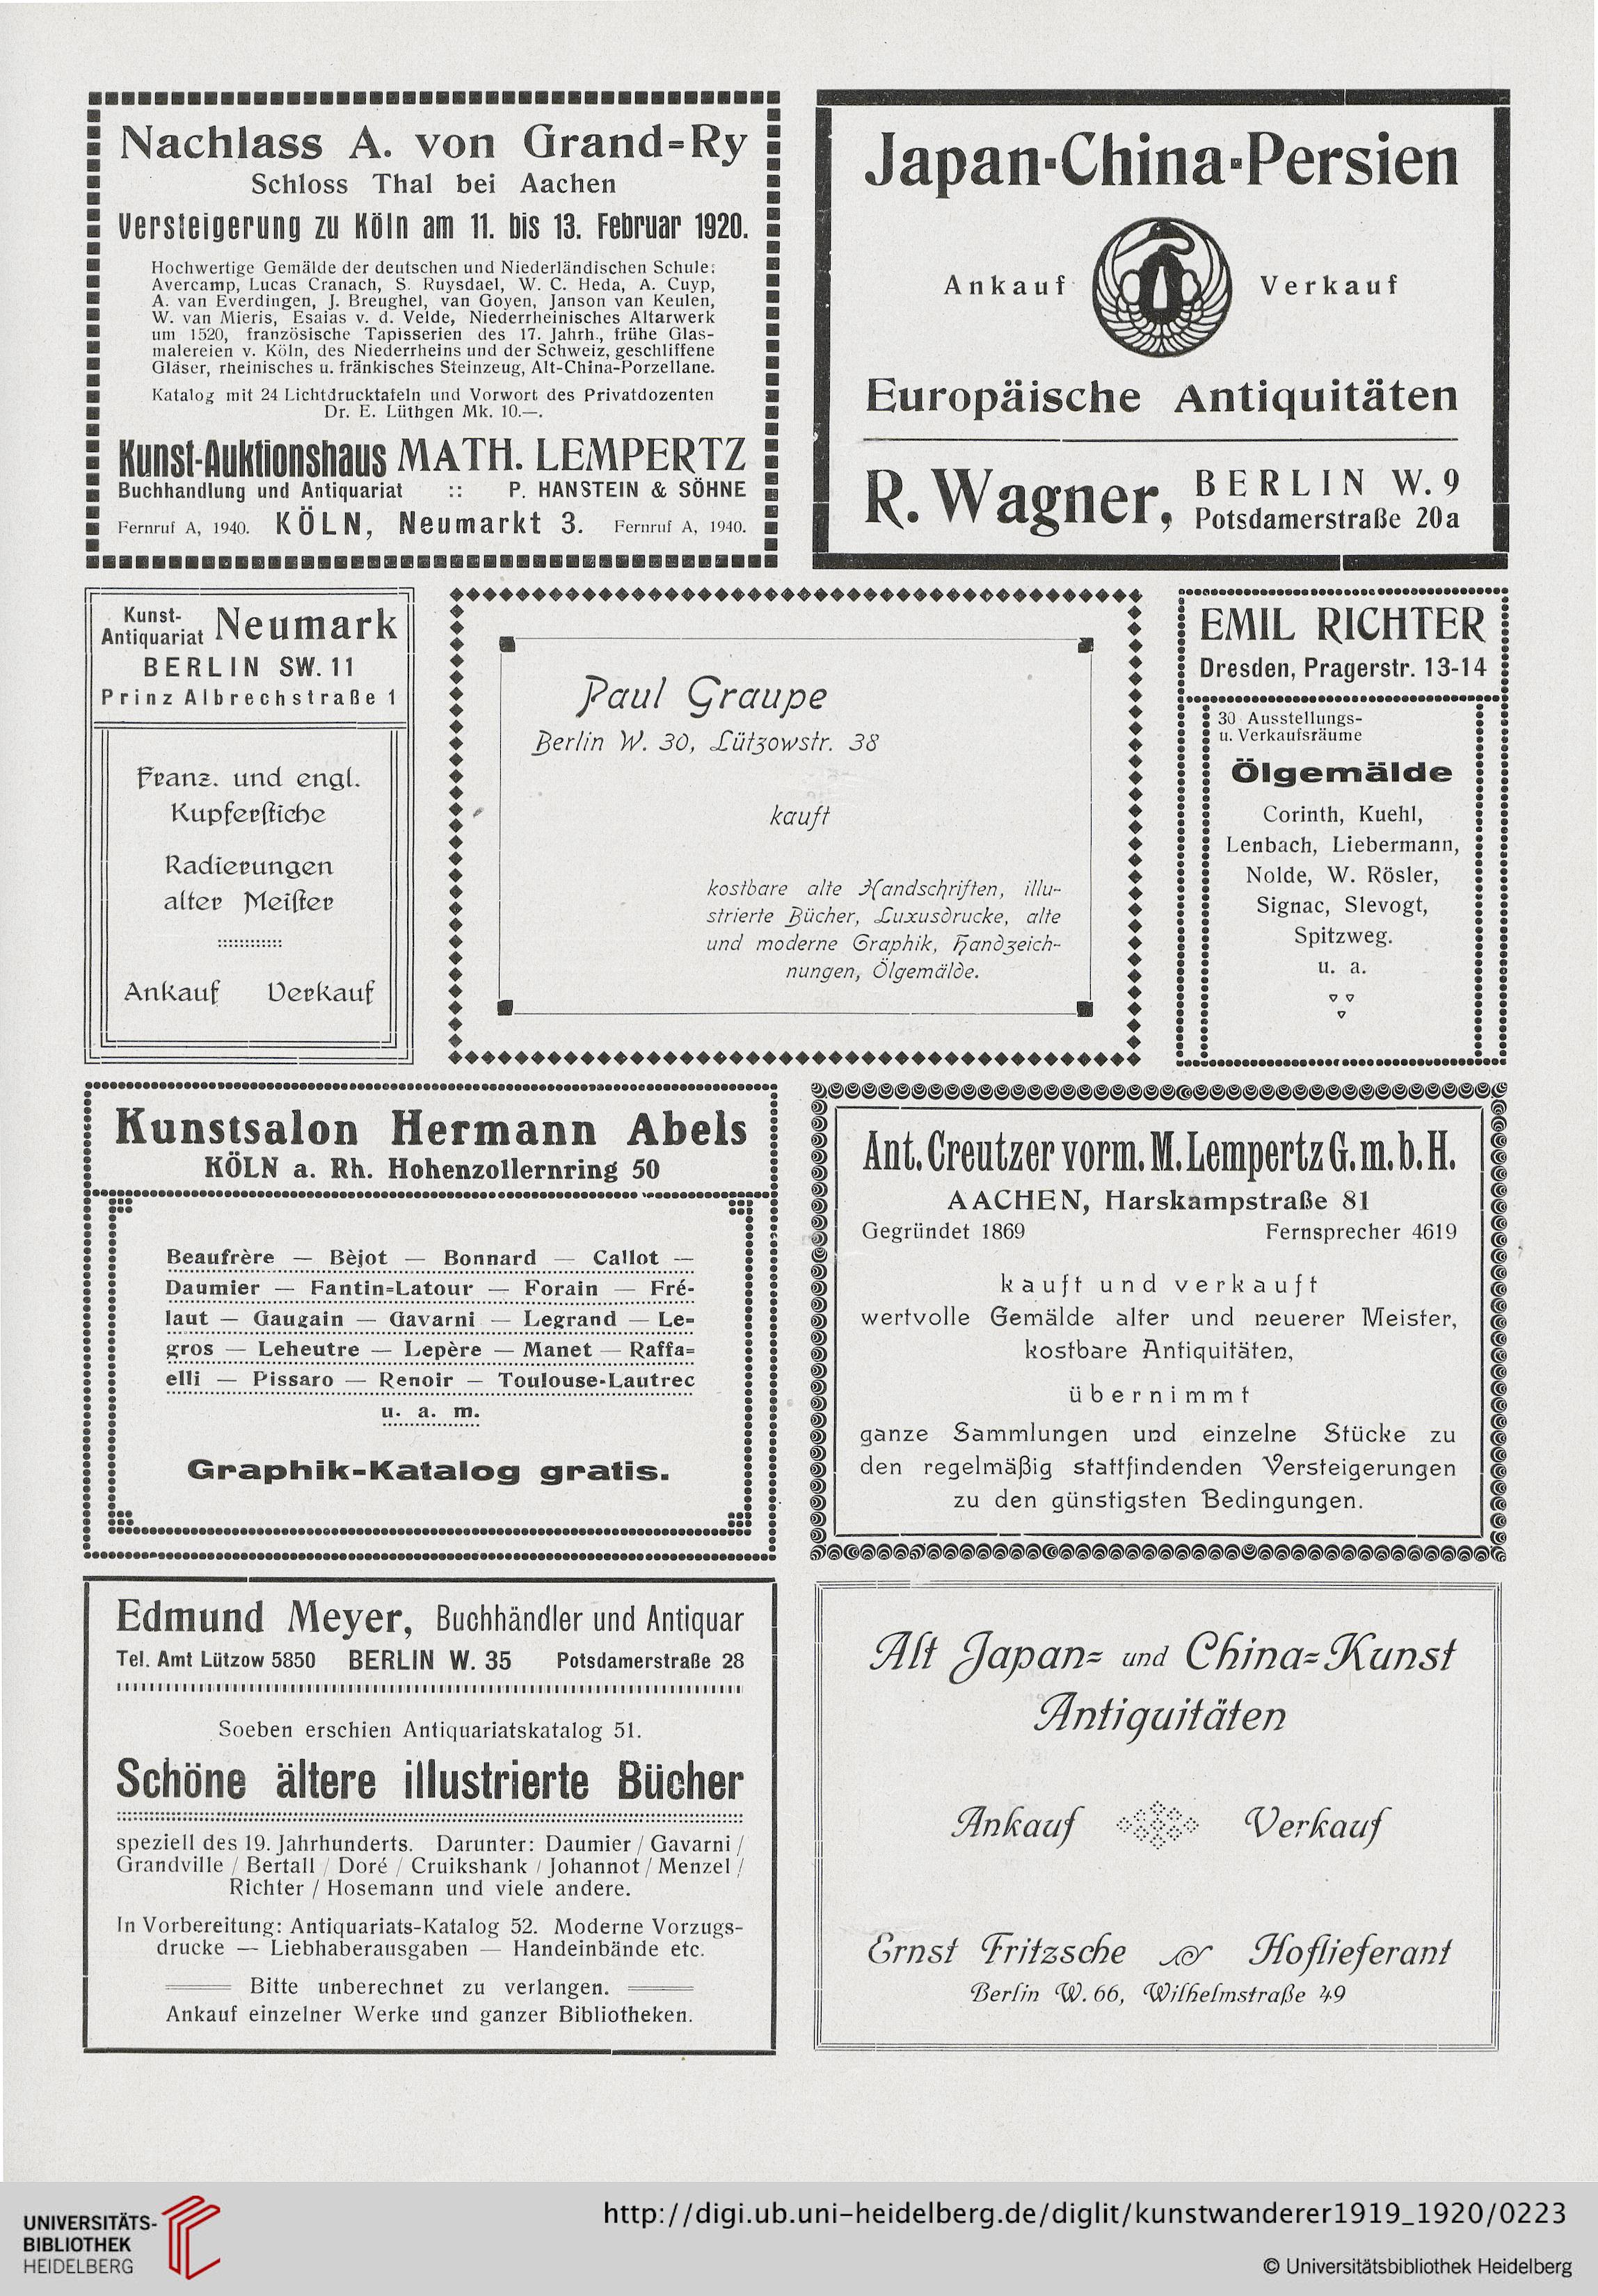 Nachlass A. von Grand=Ry
Schloss Thal bei Aachen
Versteigerung zu Köln am 11. bis 13. Februar 1920.
Hochwertige Gemälde der deutschen und Niederländischen Schule:
Avercamp, Lucas Cranach, S. Ruysdael, W. C. Heda, A. Cuyp,
A. van Everdingen, J. Breughel, van Goyen, Janson van Keulen,
W. van Mieris, Esaias v. d. Velde, Niederrheinisches Altarwerk
um 1520, französische Tapisserien des 17. Jahrh., frühe Glas-
malereien v. Köln, des Niederrheins und der Schweiz, geschliffene
Gläser, rheinisches u. fränkisches Steinzeug, Alt-China-Porzellane.
Katalog mit 24 Lichtdrucktafeln und Vorwort des Privatdozenten
Dr. E. Lüthgen Mk. 10.—.
Kunst-Auktionshaus MATH. LEMPERTZ
Buchhandlung und Antiquariat :: P. HANSTEIN & SÖHNE
Fernruf A, 1940. KÖLN, Neumarkt 3. Fernruf A, 1940.
Japan-China-Persien
Ankauf Verkauf
Europäische Antiquitäten
R. Wagner, BERLIN W. 9
Potsdamerstraße 20a
Kunst-
Antiquariat Neumark
BERLIN SW. 11
Prinz Albrechstraße 1
Franz. und engl.
Kupferstiche
Radierungen
alter Meister
Ankauf Verkauf
Paul Graupe
Berlin W. 30, Lützowstr. 38
kauft
kostbare alte Handschriften, illu-
strierte Bücher, Luxusdrucke, alte
und moderne Graphik, Handzeich-
nungen, Ölgemälde.
EMIL RICHTER
Dresden, Pragerstr. 13-14
30 Ausstellungs-
u. Verkaufsräume
Ölgemälde
Corinth, Kuehl,
Lenbach, Liebermann,
Nolde, W. Rösler,
Signac, Slevogt,
Spitzweg.
u. a.
Kunstsalon Hermann Abels
KÖLN a. Rh. Hohenzollernring 50
Beaufrère — Bèjot — Bonnard — Callot —
Daumier — Fantin=Latour — Forain — Fré-
laut — Gaugain — Gavarni — Legrand — Le=
gros — Leheutre — Lepère — Manet — Raffa=
elli — Pissaro — Renoir — Toulouse-Lautrec
u. a. m.
Graphik-Katalog gratis.
Ant. Creutzer vorm. M. Lempertz G. m. b. H.
AACHEN, Harskampstraße 81
Gegründet 1869 Fernsprecher 4619
kauft und verkauft
wertvolle Gemälde alter und neuerer Meister,
kostbare Antiquitäten,
übernimmt
ganze Sammlungen und einzelne Stücke zu
den regelmäßig stattfindenden Versteigerungen
zu den günstigsten Bedingungen.
Edmund Meyer, Buchhändler und Antiquar
Tel. Amt Lützow 5850 BERLIN W. 35 Potsdamerstraße 28
Soeben erschien Antiquariatskatalog 51.
Schöne ältere illustrierte Bücher
speziell des 19. Jahrhunderts. Darunter: Daumier / Gavarni /
Grandville / Bertall / Doré / Cruikshank / Johannot / Menzel /
Richter / Hosemann und viele andere.
In Vorbereitung: Antiquariats-Katalog 52. Moderne Vorzugs-
drucke — Liebhaberausgaben — Handeinbände etc.
Bitte unberechnet zu verlangen.
Ankauf einzelner Werke und ganzer Bibliotheken.
Alt Japan= und China=Kunst
Antiquitäten
Ankauf Verkauf
Ernst Fritzsche Hoflieferant
Berlin W. 66, Wilhelmstraße 49
UNIVERSITÄTS-
BIBLIOTHEK
HEIDELBERG
http://digi.ub.uni-heidelberg.de/diglit/kunstwanderer1919_1920/0223
© Universitätsbibliothek Heidelberg